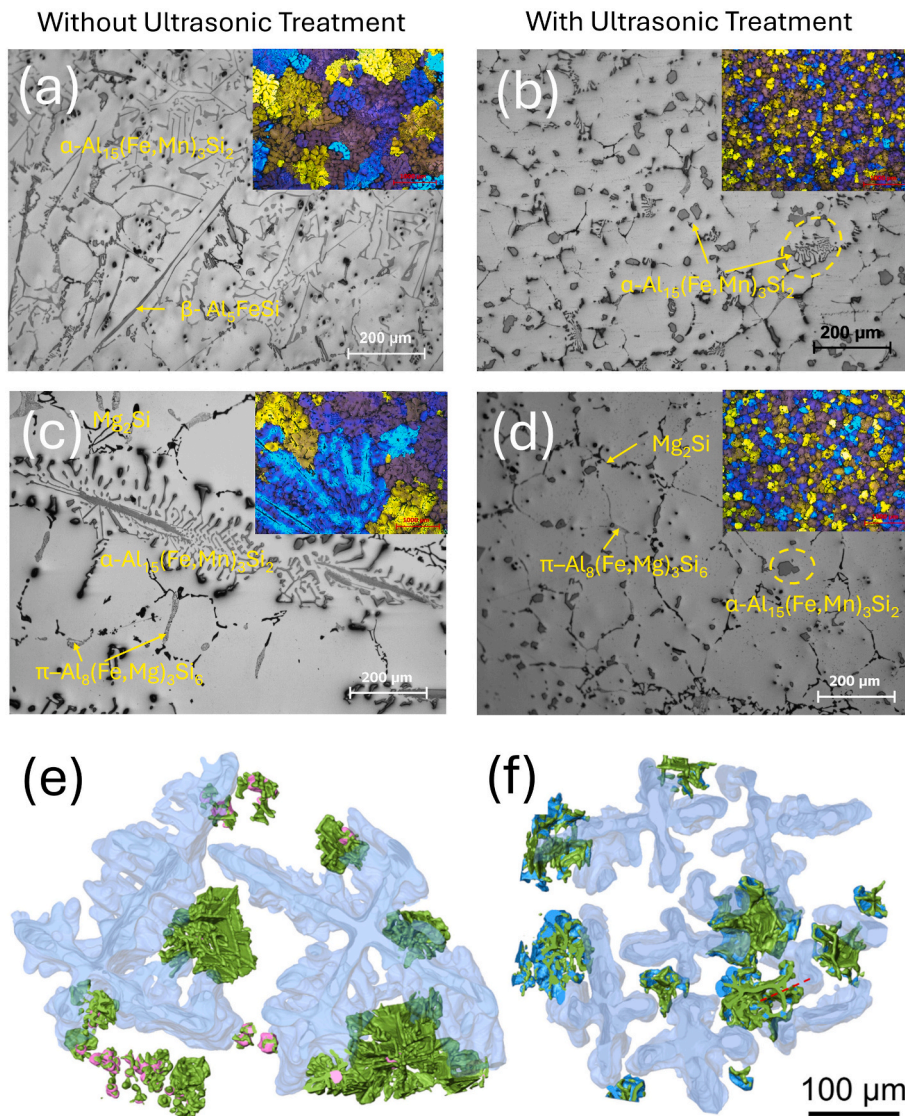 Without Ultrasonic Treatment
With Ultrasonic Treatment
(a)
α-Al₁₅(Fe,Mn)₃Si₂
β- Al₅FeSi
200 µm
(b)
α-Al₁₅(Fe,Mn)₃Si₂
200 µm
(c)
Mg₂Si
α-Al₁₅(Fe,Mn)₃Si₂
π–Al₈(Fe,Mg)₃Si₆
200 µm
(d)
Mg₂Si
π–Al₈(Fe,Mg)₃Si₆
α-Al₁₅(Fe,Mn)₃Si₂
200 µm
(e)
(f)
100 µm